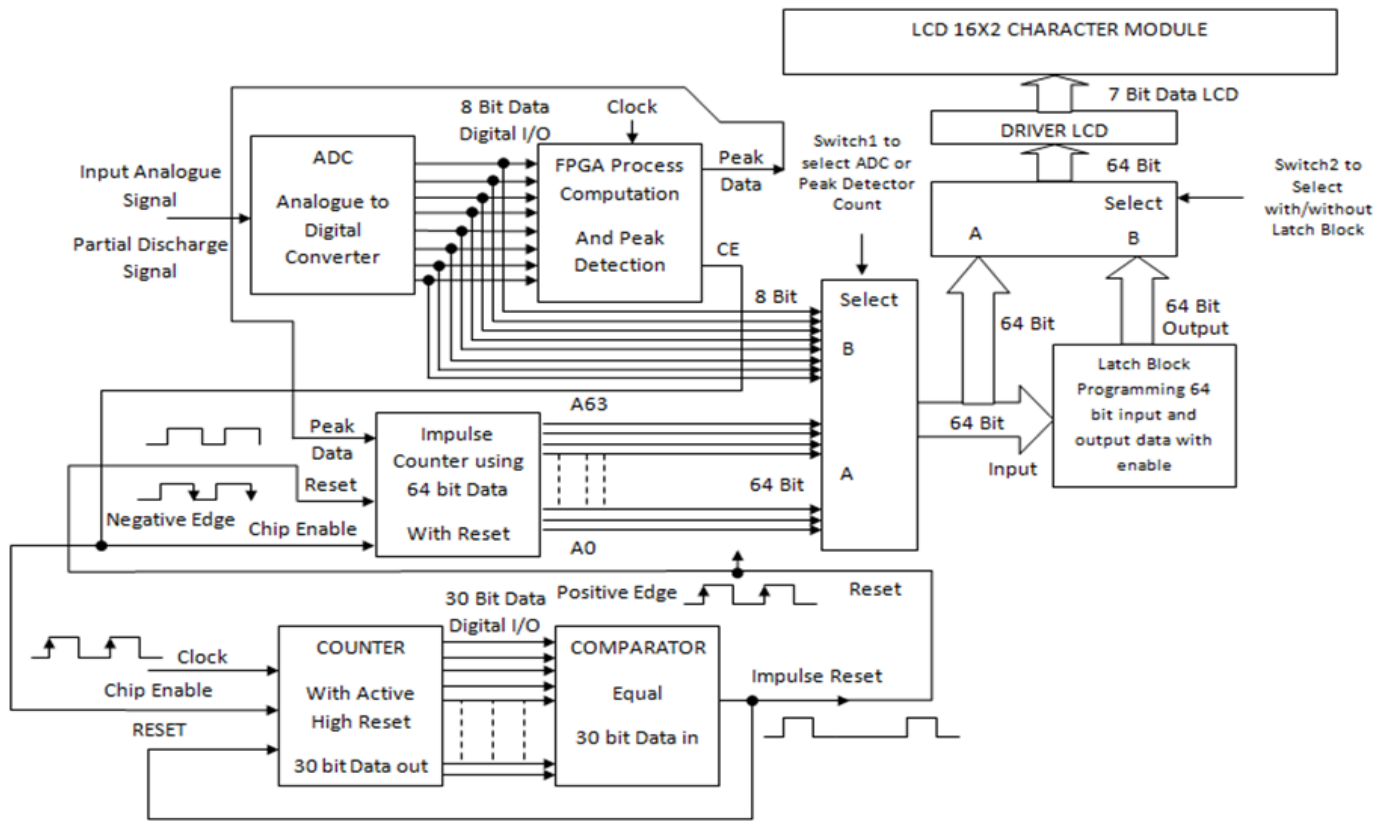 LCD 16X2 CHARACTER MODULE
7 Bit Data LCD
DRIVER LCD
64 Bit
Switch2 to
Select
with/without
Latch Block
Select
A
B
8 Bit Data
Digital I/O
Clock
Switch1 to
select ADC or
Peak Detector
Count
Input Analogue
Signal
Partial Discharge
Signal
ADC
Analogue to
Digital
Converter
FPGA Process
Computation
And Peak
Detection
Peak
Data
CE
8 Bit
Select
B
A
64 Bit
64 Bit
Output
Latch Block
Programming 64
bit input and
output data with
enable
64 Bit
Input
A63
Peak
Data
Reset
Negative Edge
Chip Enable
Impulse
Counter using
64 bit Data
With Reset
64 Bit
A0
Positive Edge
Reset
30 Bit Data
Digital I/O
Clock
Chip Enable
RESET
COUNTER
With Active
High Reset
30 bit Data out
COMPARATOR
Equal
30 bit Data in
Impulse Reset